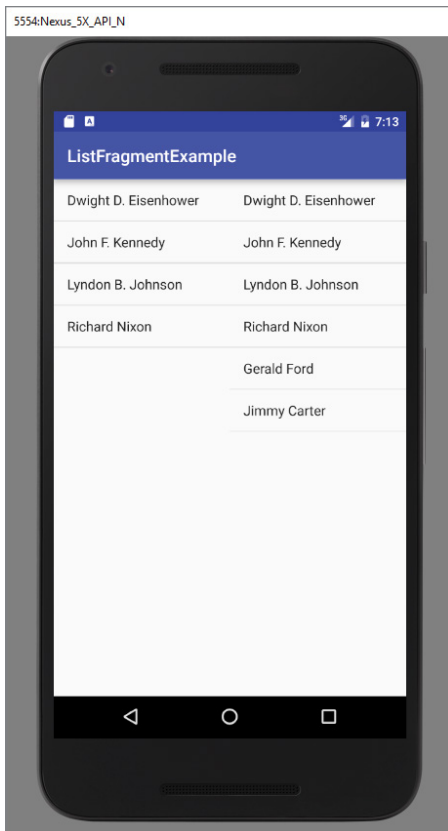 5554:Nexus_5X_API_N
A 3G 7:13
ListFragmentExample
Dwight D. Eisenhower Dwight D. Eisenhower
John F. Kennedy John F. Kennedy
Lyndon B. Johnson Lyndon B. Johnson
Richard Nixon Richard Nixon
Gerald Ford
Jimmy Carter